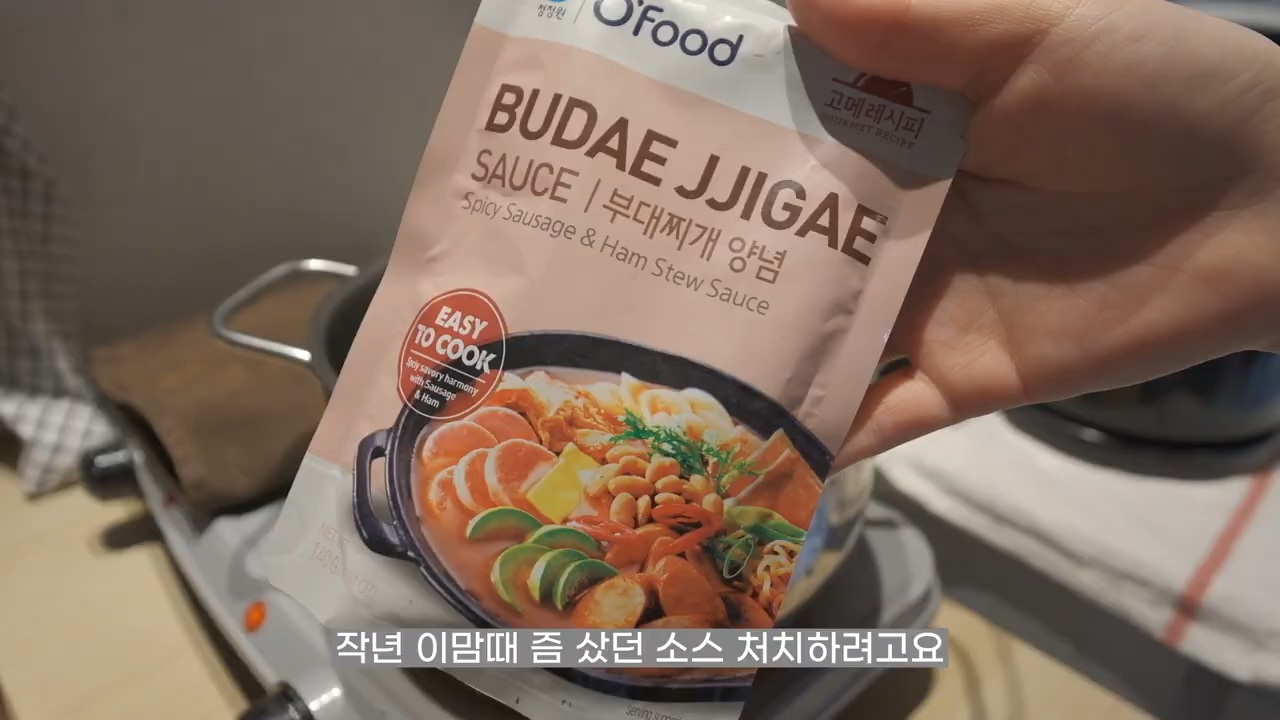 청정원
O'Food
고메레시피
GOURMET RECIPE
BUDAE JJIGAE
SAUCE | 부대찌개 양념
Spicy Sausage & Ham Stew Sauce
EASY
TO COOK
Spicy savory harmony
with Sausage
& Ham
140G
작년 이맘때 즘 샀던 소스 처치하려고요